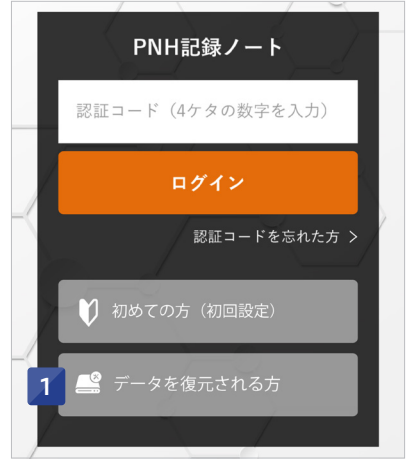 PNH記録ノート
認証コード（4ケタの数字を入力）
ログイン
認証コードを忘れた方 >
初めての方（初回設定）
1 データを復元される方